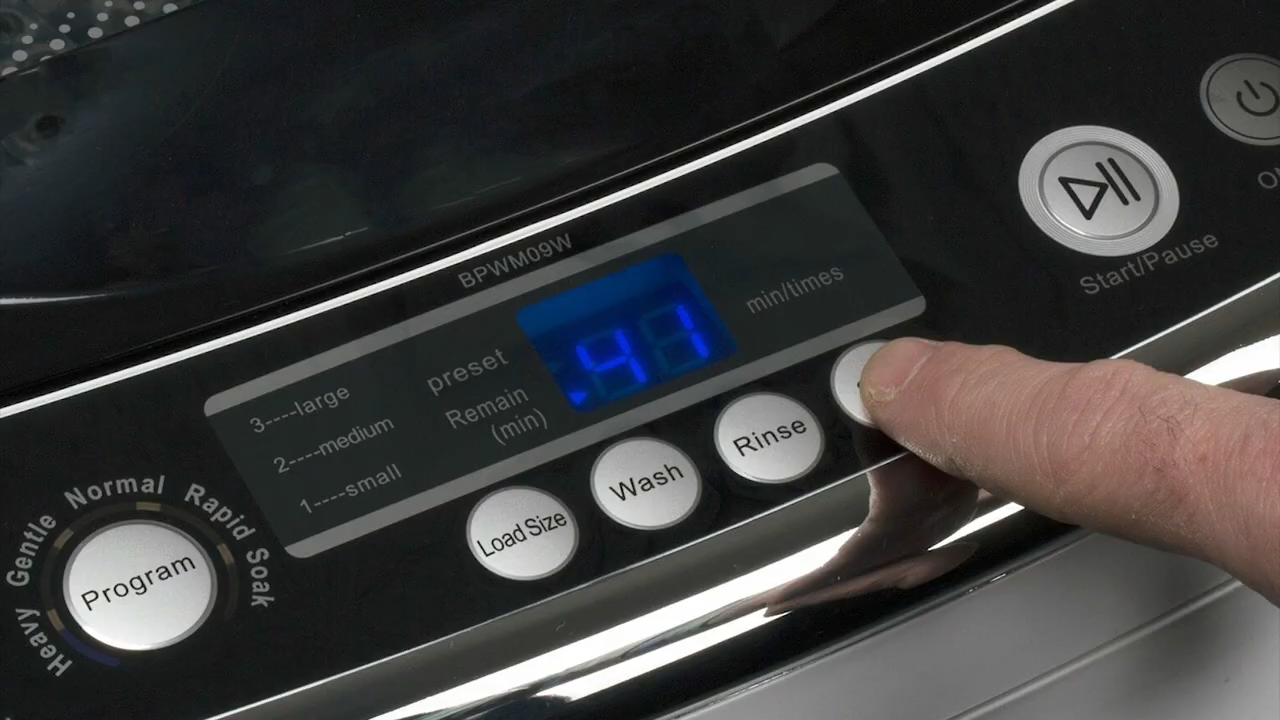 BPWM09W
3----large
2----medium
1----small
preset
Remain
(min)
41
min/times
Start/Pause
Load Size
Wash
Rinse
Program
Heavy
Gentle
Normal
Rapid
Soak